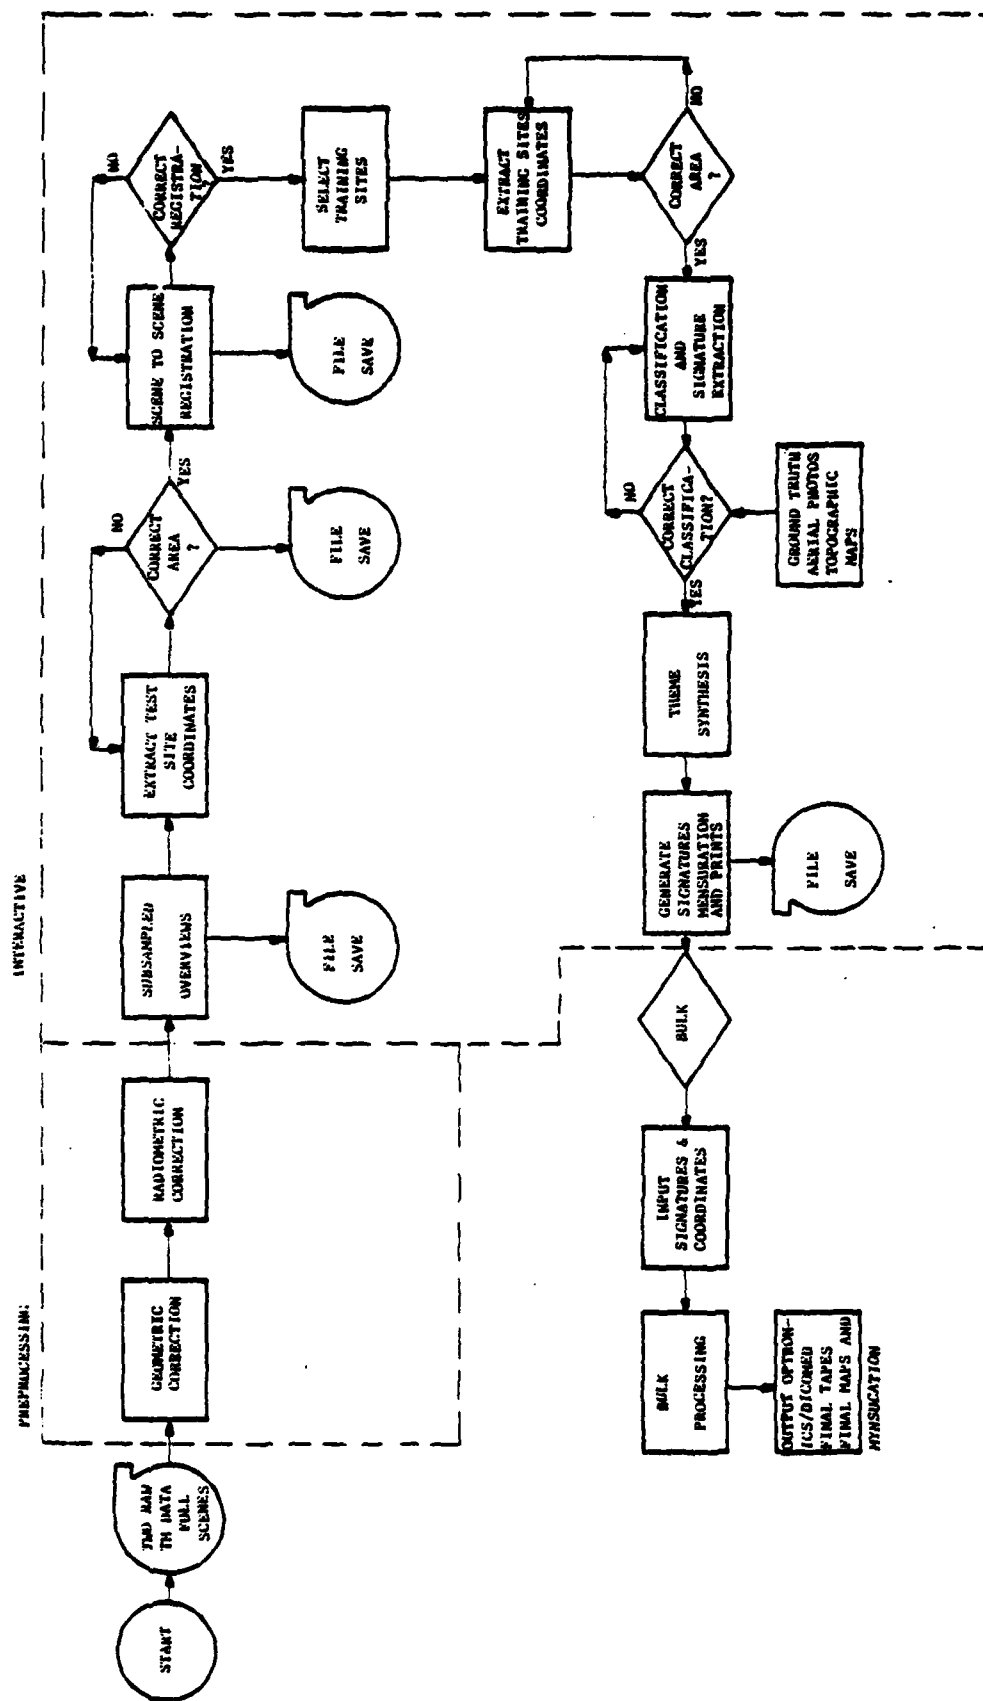 PREPROCESSING
INTERACTIVE
START
TWO RAW
TM DATA
FULL
SCENES
GEOMETRIC
CORRECTION
RADIOMETRIC
CORRECTION
SUBSAMPLED
OVERVIEWS
FILE
SAVE
EXTRACT TEST
SITE
COORDINATES
NO
CORRECT
AREA
?
YES
FILE
SAVE
SCENE TO SCENE
REGISTRATION
FILE
SAVE
NO
CORRECT
REGISTRA-
TION
?
YES
SELECT
TRAINING
SITES
EXTRACT
TRAINING SITES
COORDINATES
NO
CORRECT
AREA
?
YES
CLASSIFICATION
AND
SIGNATURE
EXTRACTION
NO
CORRECT
CLASSIFICA-
TION?
YES
GROUND TRUTH
AERIAL PHOTOS
TOPOGRAPHIC
MAPS
THEME
SYNTHESIS
GENERATE
SIGNATURES
MENSURATION
AND PRINTS
FILE
SAVE
BULK
INPUT
SIGNATURES &
COORDINATES
BULK
PROCESSING
OUTPUT OPTRON-
ICS/DICOMED
FINAL TAPES
FINAL MAPS AND